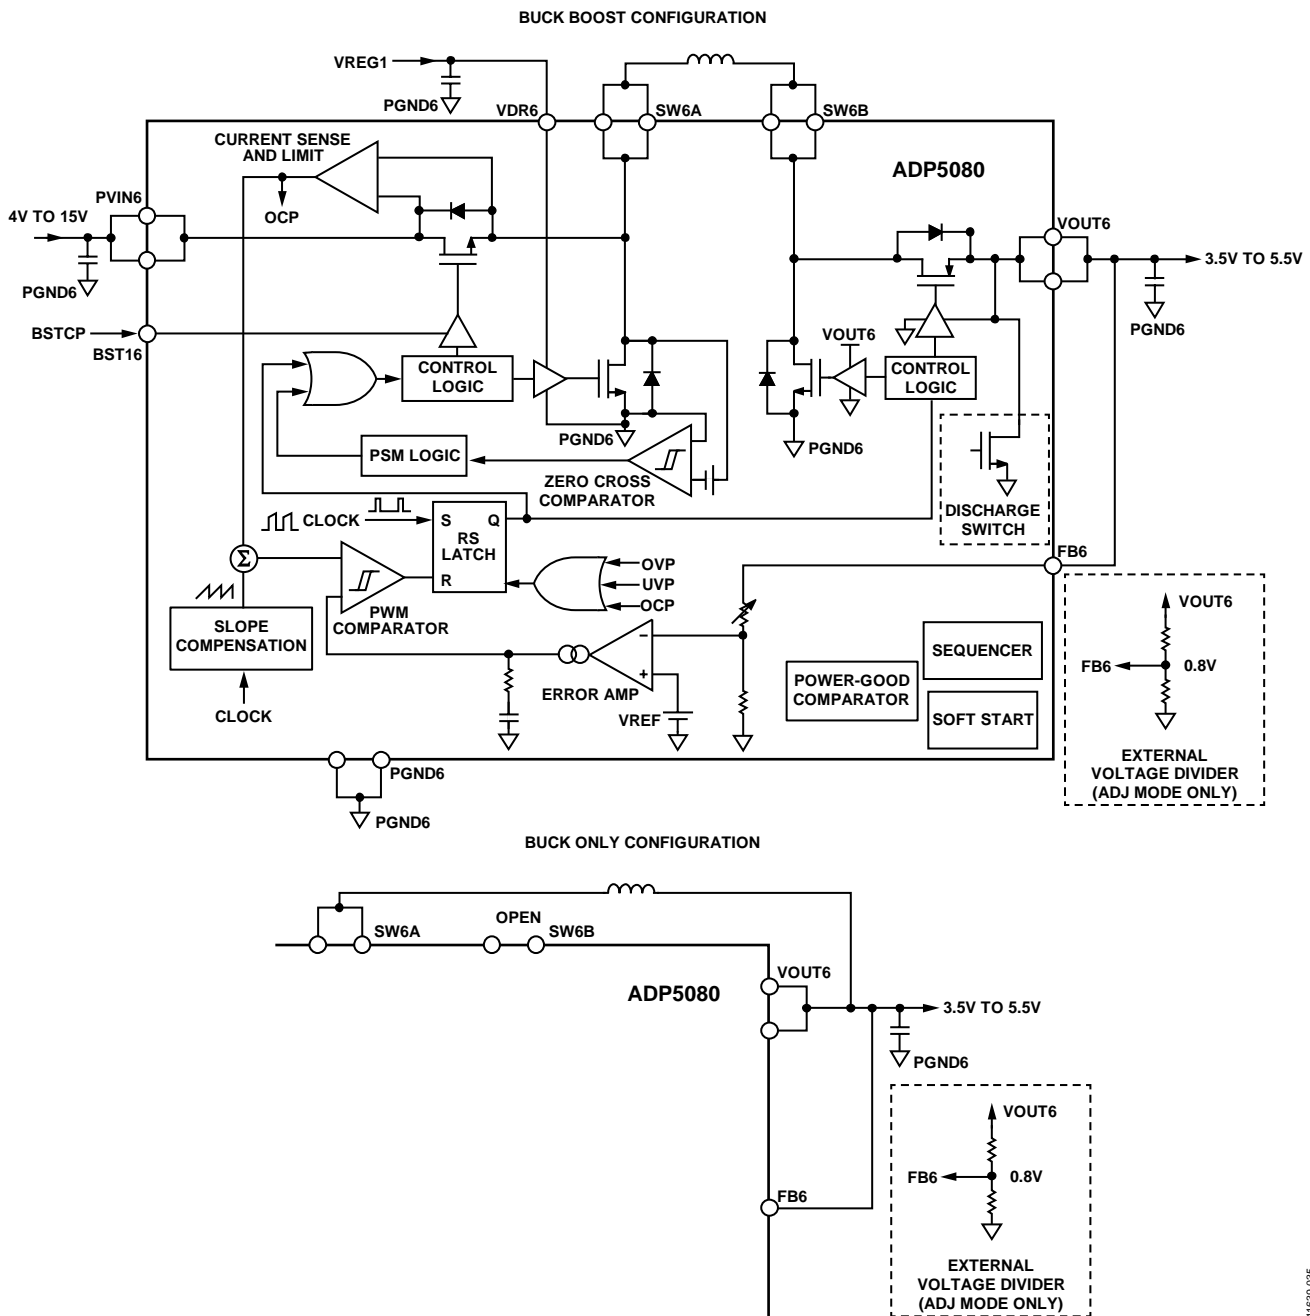 BUCK BOOST CONFIGURATION
VREG1
PGND6
VDR6
SW6A
SW6B
CURRENT SENSE
AND LIMIT
ADP5080
PVIN6
OCP
4V TO 15V
VOUT6
3.5V TO 5.5V
PGND6
PGND6
BSTCP
BST16
VOUT6
CONTROL
LOGIC
CONTROL
LOGIC
PGND6
PGND6
PSM LOGIC
ZERO CROSS
COMPARATOR
DISCHARGE
SWITCH
CLOCK
S
Q
RS
LATCH
R
OVP
UVP
OCP
FB6
Σ
PWM
COMPARATOR
SLOPE
COMPENSATION
CLOCK
−
+
ERROR AMP
VREF
POWER-GOOD
COMPARATOR
SEQUENCER
SOFT START
VOUT6
FB6
0.8V
EXTERNAL
VOLTAGE DIVIDER
(ADJ MODE ONLY)
PGND6
PGND6
BUCK ONLY CONFIGURATION
SW6A
OPEN
SW6B
VOUT6
ADP5080
3.5V TO 5.5V
PGND6
VOUT6
FB6
0.8V
FB6
EXTERNAL
VOLTAGE DIVIDER
(ADJ MODE ONLY)